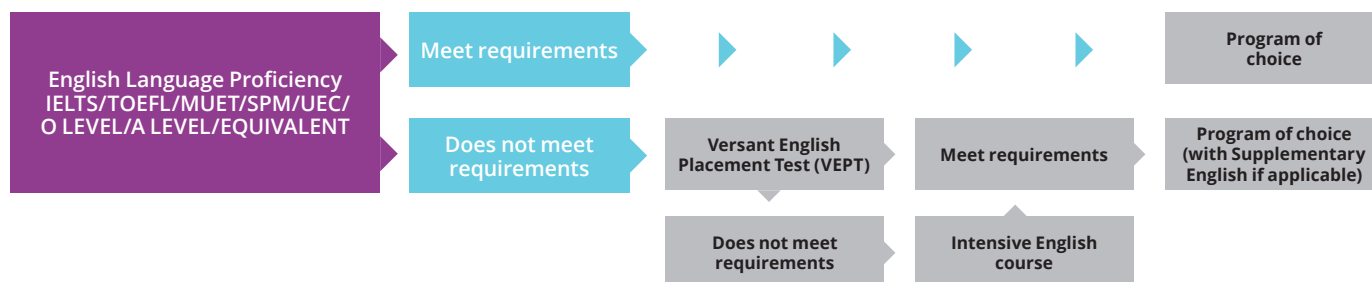 English Language Proficiency
IELTS/TOEFL/MUET/SPM/UEC/
O LEVEL/A LEVEL/EQUIVALENT
Meet requirements
Program of
choice
Does not meet
requirements
Versant English
Placement Test (VEPT)
Meet requirements
Program of choice
(with Supplementary
English if applicable)
Does not meet
requirements
Intensive English
course